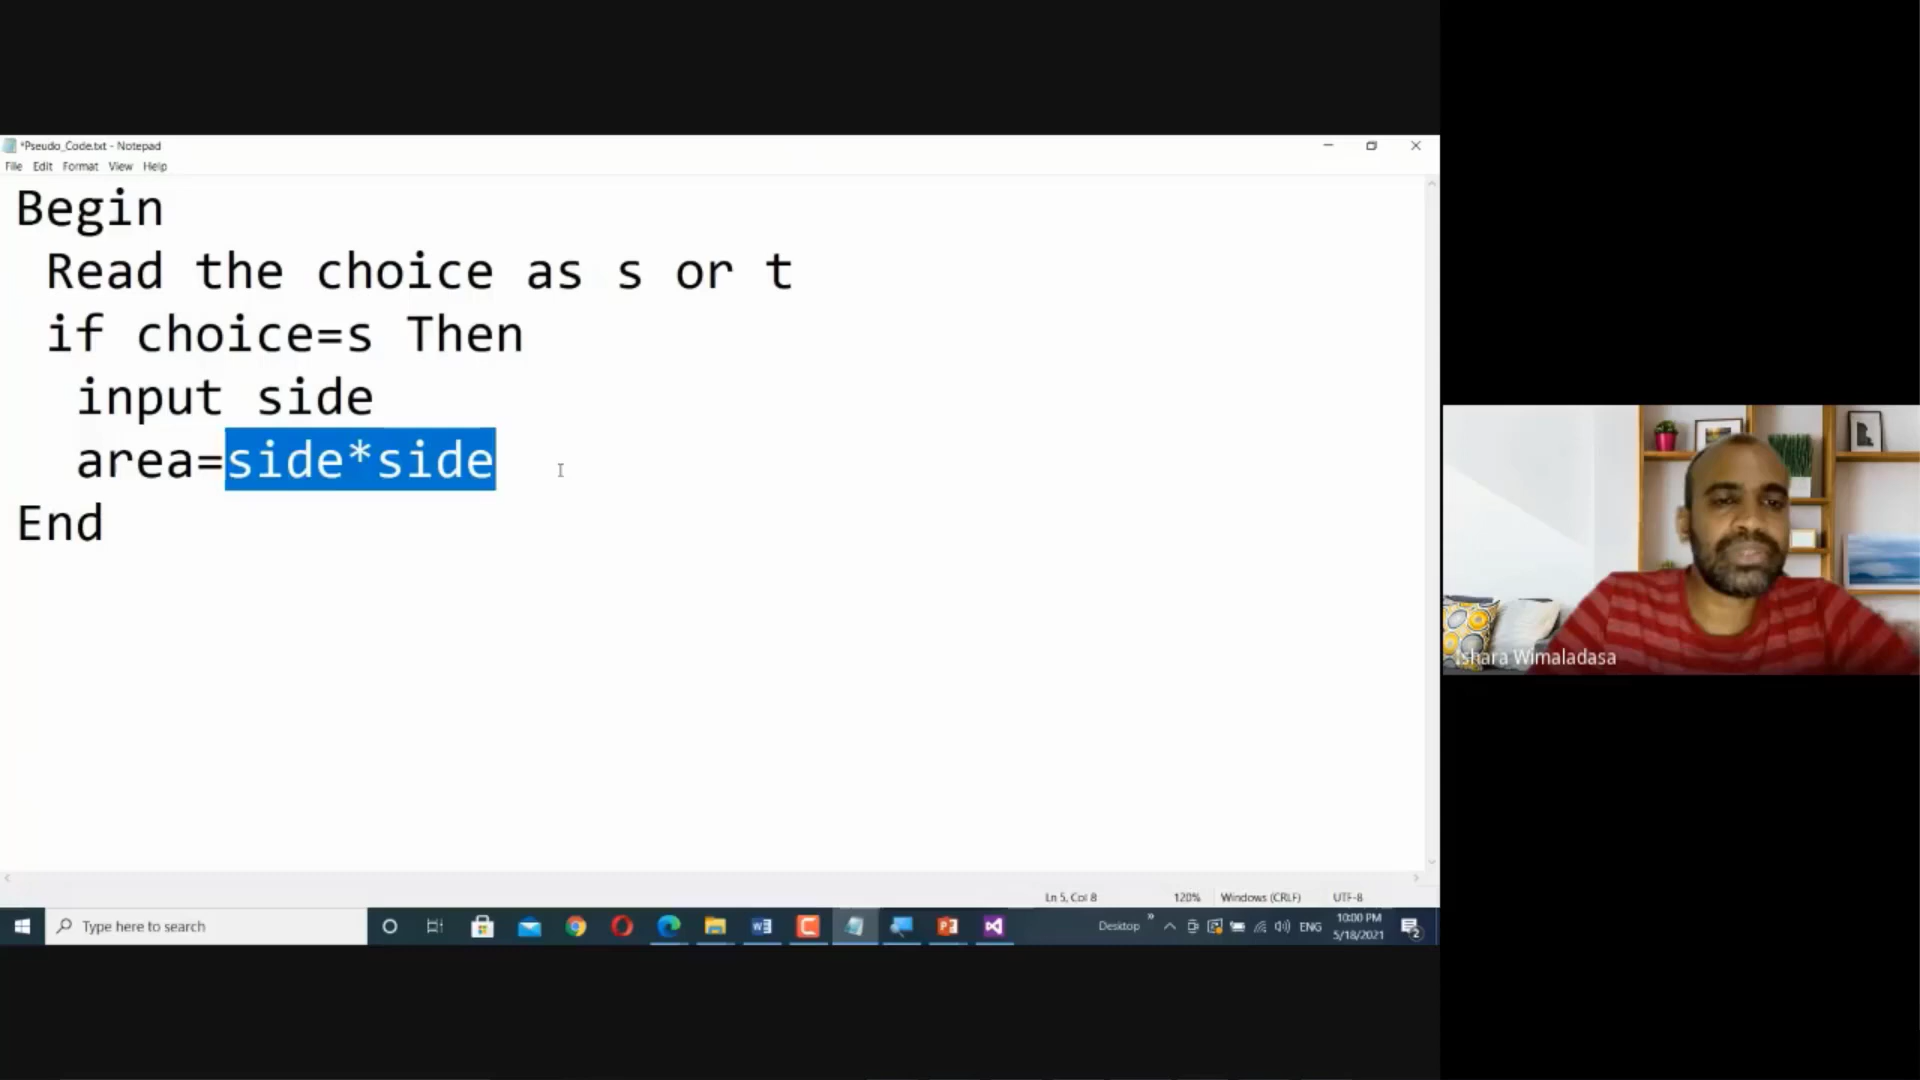 *Pseudo_Code.txt - Notepad
File Edit Format View Help
Begin
Read the choice as s or t
if choice=s Then
input side
area=side*side
End
Ishara Wimaladasa
Ln 5, Col 8 120% Windows (CRLF) UTF-8
Type here to search
Desktop
ENG
10:00 PM
5/18/2021
2